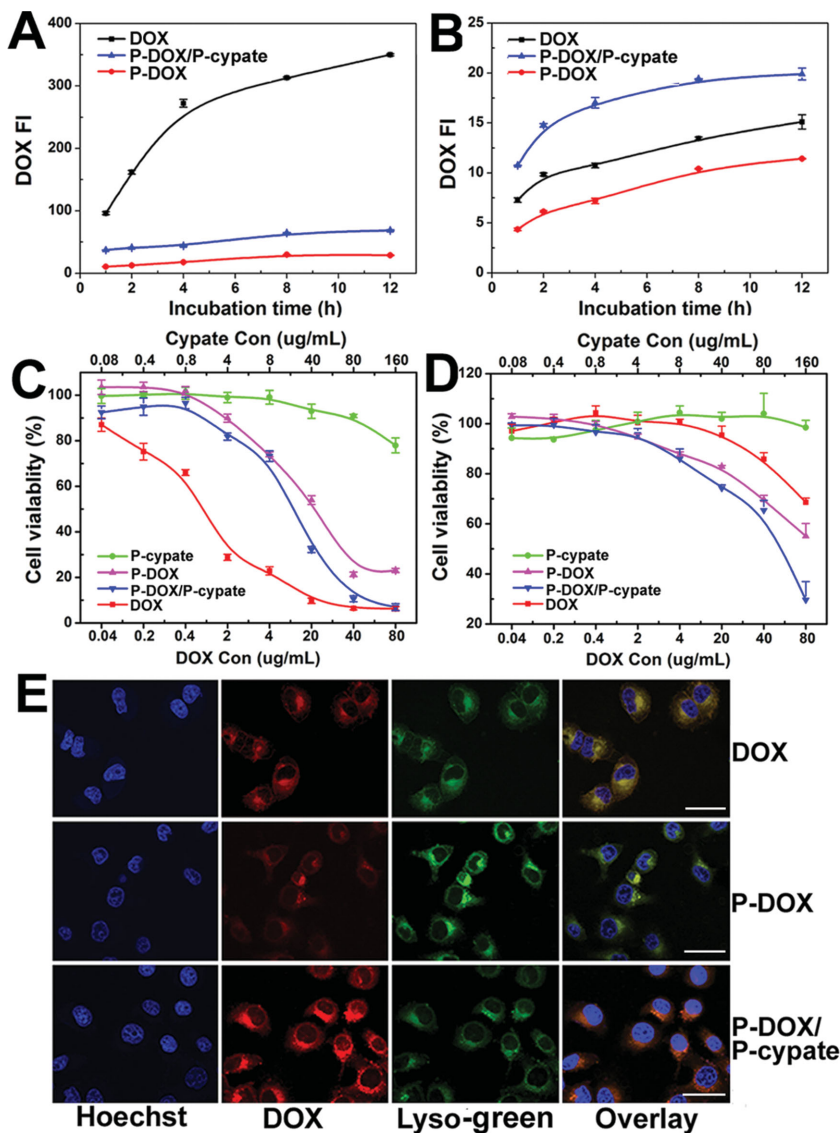 A
DOX FI
400
300
200
100
0
DOX
P-DOX/P-cypate
P-DOX
0 2 4 6 8 10 12
Incubation time (h)
B
DOX FI
25
20
15
10
5
0
DOX
P-DOX/P-cypate
P-DOX
0 2 4 6 8 10 12
Incubation time (h)
C
Cypate Con (ug/mL)
0.08 0.4 0.8 4 8 40 80 160
Cell vialablity (%)
100
80
60
40
20
0
P-cypate
P-DOX
P-DOX/P-cypate
DOX
0.04 0.2 0.4 2 4 20 40 80
DOX Con (ug/mL)
D
Cypate Con (ug/mL)
0.08 0.4 0.8 4 8 40 80 160
Cell vialablity (%)
120
100
80
60
40
20
P-cypate
P-DOX
P-DOX/P-cypate
DOX
0.04 0.2 0.4 2 4 20 40 80
DOX Con (ug/mL)
E
DOX
P-DOX
P-DOX/
P-cypate
Hoechst DOX Lyso-green Overlay